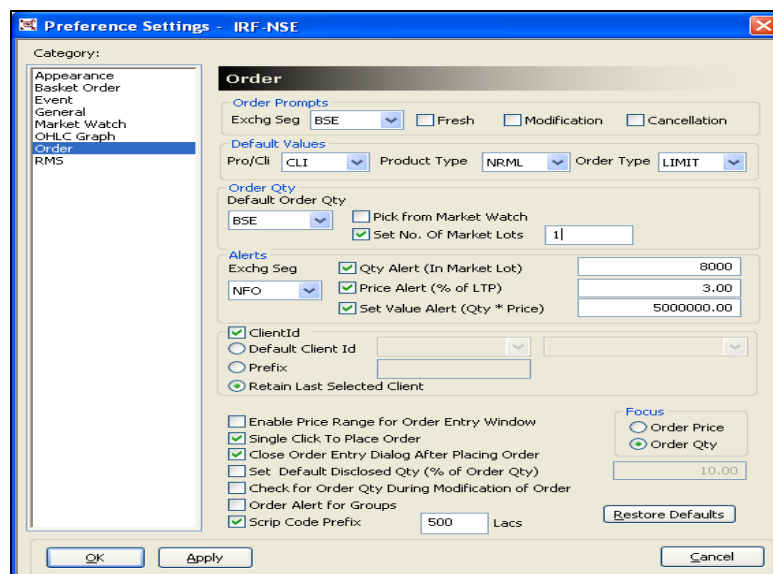 Preference Settings - IRF-NSE
Category:
Appearance
Basket Order
Event
General
Market Watch
OHLC Graph
Order
RMS
Order
Order Prompts
Exchg Seg BSE Fresh Modification Cancellation
Default Values
Pro/Cli CLI Product Type NRML Order Type LIMIT
Order Qty
Default Order Qty
BSE Pick from Market Watch
Set No. Of Market Lots 1
Alerts
Exchg Seg Qty Alert (In Market Lot) 8000
NFO Price Alert (% of LTP) 3.00
Set Value Alert (Qty * Price) 5000000.00
ClientId
Default Client Id
Prefix
Retain Last Selected Client
Enable Price Range for Order Entry Window
Single Click To Place Order
Close Order Entry Dialog After Placing Order
Set Default Disclosed Qty (% of Order Qty) 10.00
Check for Order Qty During Modification of Order
Order Alert for Groups
Scrip Code Prefix 500 Lacs
Focus
Order Price
Order Qty
Restore Defaults
OK Apply Cancel